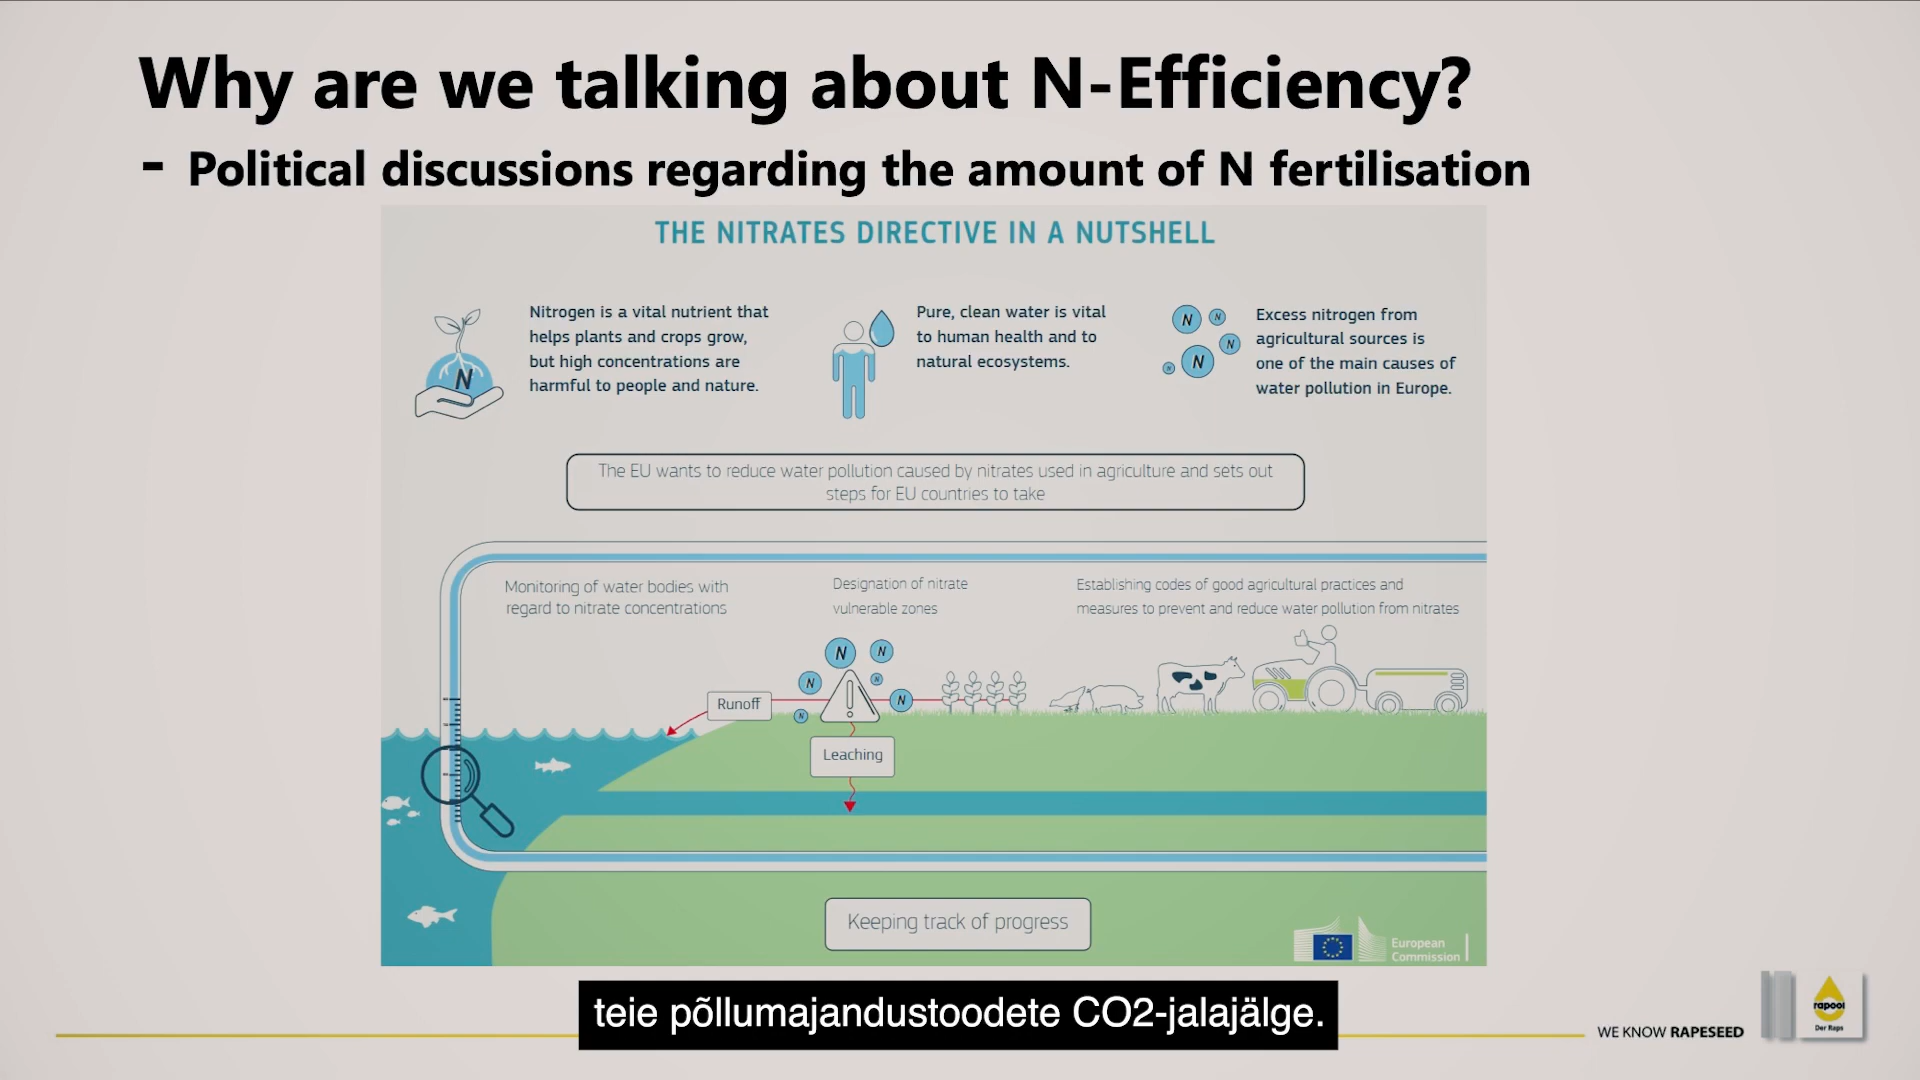 Why are we talking about N-Efficiency?
- Political discussions regarding the amount of N fertilisation
THE NITRATES DIRECTIVE IN A NUTSHELL
Nitrogen is a vital nutrient that
helps plants and crops grow,
but high concentrations are
harmful to people and nature.
N
Pure, clean water is vital
to human health and to
natural ecosystems.
N
N
N
N
N
Excess nitrogen from
agricultural sources is
one of the main causes of
water pollution in Europe.
The EU wants to reduce water pollution caused by nitrates used in agriculture and sets out
steps for EU countries to take
Monitoring of water bodies with
regard to nitrate concentrations
Designation of nitrate
vulnerable zones
Establishing codes of good agricultural practices and
measures to prevent and reduce water pollution from nitrates
N
N
N
N
N
N
Runoff
Leaching
Keeping track of progress
European
Commission
teie põllumajandustoodete CO2-jalajälge.
WE KNOW RAPESEED
rapool
Der Raps